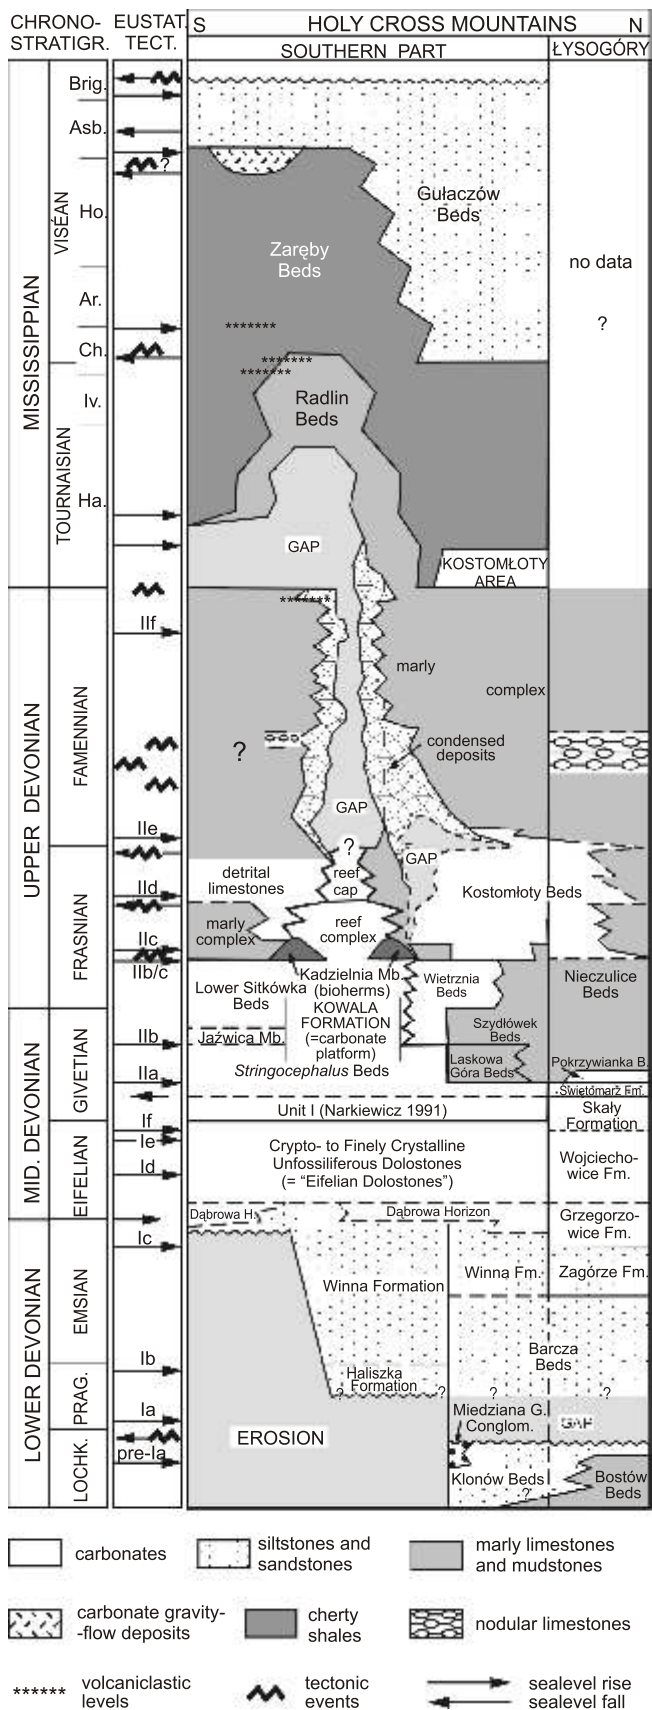 CHRONO-
STRATIGR.
EUSTAT.
TECT.
S
HOLY CROSS MOUNTAINS
N
SOUTHERN PART
ŁYSOGÓRY
Brig.
Asb.
?
Gułaczów
Beds
Ho.
VISÉAN
Zaręby
Beds
no data
Ar.
?
******
Ch.
******
******
MISSISSIPPIAN
Iv.
Radlin
Beds
TOURNAISIAN
Ha.
GAP
KOSTOMŁOTY
AREA
******
IIf
marly
complex
FAMENNIAN
?
condensed
deposits
UPPER DEVONIAN
GAP
IIe
?
GAP
detrital
limestones
reef
cap
IId
Kostomłoty Beds
marly
complex
reef
complex
FRASNIAN
IIc
IIb/c
Kadzielnia Mb.
(bioherms)
Lower Sitkówka
Beds
Wietrznia
Beds
Nieczulice
Beds
KOWALA
FORMATION
(=carbonate
platform)
Szydłówek
Beds
Jaźwica Mb.
IIb
Laskowa
Góra Beds
Pokrzywianka B.
Stringocephalus Beds
GIVETIAN
IIa
Świętomarz Fm.
Unit I (Narkiewicz 1991)
Skały
Formation
MID. DEVONIAN
If
Ie
Crypto- to Finely Crystalline
Unfossiliferous Dolostones
(= “Eifelian Dolostones”)
Wojciecho-
wice Fm.
EIFELIAN
Id
Dąbrowa H.
Dąbrowa Horizon
Grzegorzo-
wice Fm.
Ic
Winna Formation
Winna Fm.
Zagórze Fm.
EMSIAN
LOWER DEVONIAN
Barcza
Beds
Ib
Haliszka
Formation
?
?
?
?
PRAG.
Miedziana G.
Conglom.
GAP
Ia
EROSION
pre-Ia
LOCHK.
Klonów Beds
?
Bostów
Beds
carbonates
siltstones and
sandstones
marly limestones
and mudstones
carbonate gravity-
-flow deposits
cherty
shales
nodular limestones
******
volcaniclastic
levels
tectonic
events
sealevel rise
sealevel fall